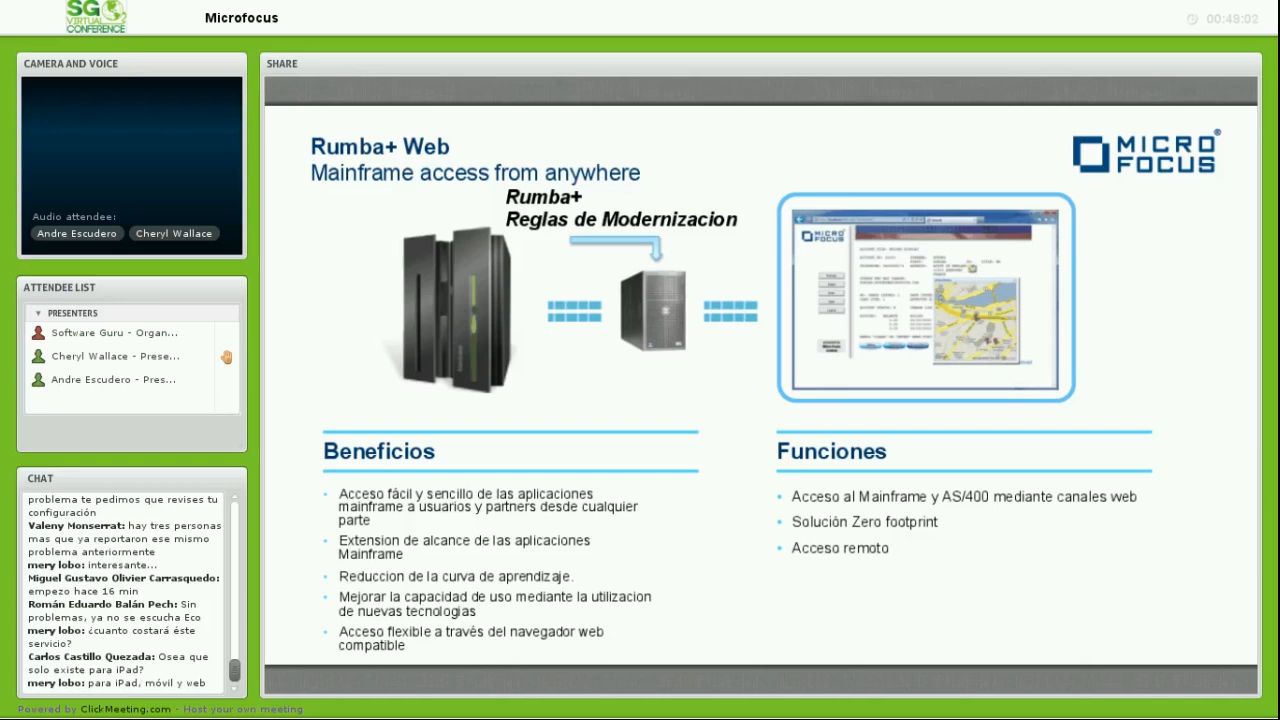 SG
VIRTUAL
CONFERENCE
Microfocus
00:48:02
CAMERA AND VOICE
Audio attendee:
Andre Escudero
Cheryl Wallace
ATTENDEE LIST
PRESENTERS
Software Guru - Organ...
Cheryl Wallace - Prese...
Andre Escudero - Pres...
CHAT
problema te pedimos que revises tu
configuración
Valeny Monserrat: hay tres personas
mas que ya reportaron ese mismo
problema anteriormente
mery lobo: interesante...
Miguel Gustavo Olivier Carrasquedo:
empezo hace 16 min
Román Eduardo Balán Pech: Sin
problemas, ya no se escucha Eco
mery lobo: ¿cuanto costará éste
servicio?
Carlos Castillo Quezada: Osea que
solo existe para iPad?
mery lobo: para iPad, móvil y web
SHARE
Rumba+ Web
Mainframe access from anywhere
Rumba+
Reglas de Modernizacion
MICRO
FOCUS®
MICRO
FOCUS
Beneficios
• Acceso fácil y sencillo de las aplicaciones
mainframe a usuarios y partners desde cualquier
parte
• Extension de alcance de las aplicaciones
Mainframe
• Reduccion de la curva de aprendizaje.
• Mejorar la capacidad de uso mediante la utilizacion
de nuevas tecnologias
• Acceso flexible a través del navegador web
compatible
Funciones
• Acceso al Mainframe y AS/400 mediante canales web
• Solución Zero footprint
• Acceso remoto
Powered by ClickMeeting.com - Host your own meeting